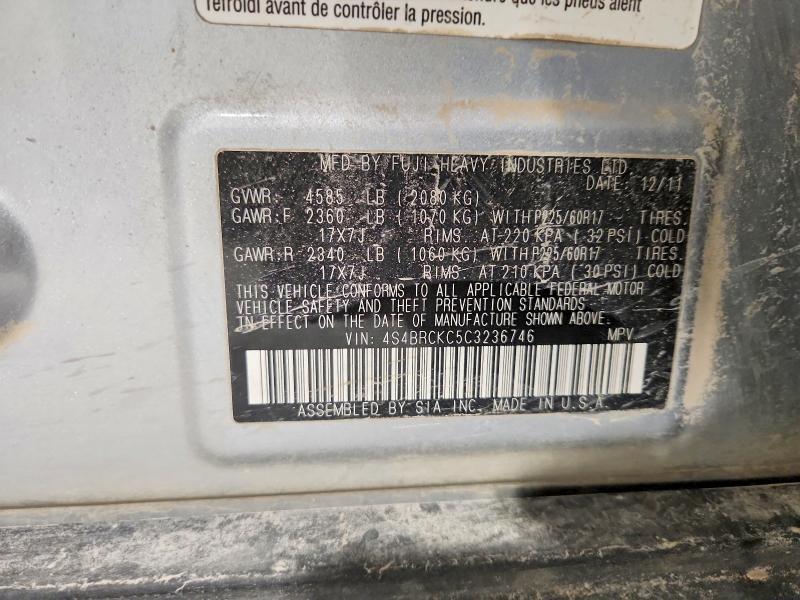 refroidi avant de contrôler la pression.
que les pneus aient
MFD BY FUJI HEAVY INDUSTRIES LTD.
DATE: 12/11
GVWR: 4585 LB ( 2080 KG)
GAWR:F 2360 LB ( 1070 KG) WITH P225/60R17 - TIRES.
17X7J RIMS. AT 220 KPA ( 32 PSI) COLD
GAWR:R 2340 LB ( 1060 KG) WITH P225/60R17 TIRES.
17X7J RIMS. AT 210 KPA ( 30 PSI) COLD
THIS VEHICLE CONFORMS TO ALL APPLICABLE FEDERAL MOTOR
VEHICLE SAFETY AND THEFT PREVENTION STANDARDS
IN EFFECT ON THE DATE OF MANUFACTURE SHOWN ABOVE.
VIN: 4S4BRCKC5C3236746 MPV
ASSEMBLED BY SIA INC. MADE IN U.S.A.